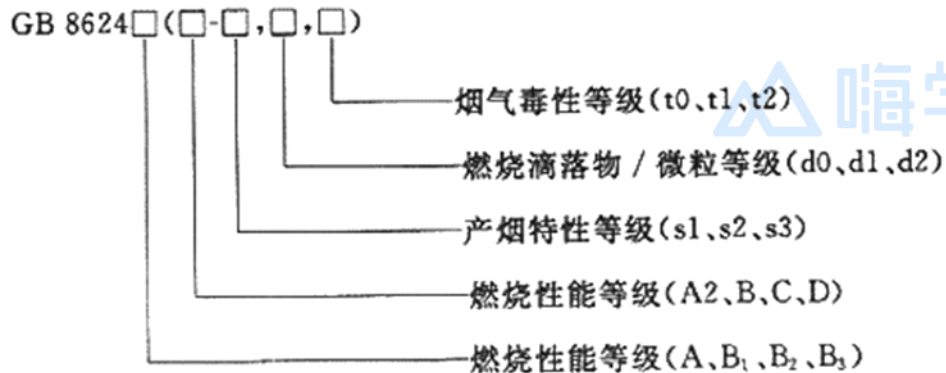 GB 8624□(□-□,□,□)
烟气毒性等级(t0、t1、t2)
燃烧滴落物/微粒等级(d0、d1、d2)
产烟特性等级(s1、s2、s3)
燃烧性能等级(A2、B、C、D)
燃烧性能等级(A、B₁、B₂、B₃)
嗨